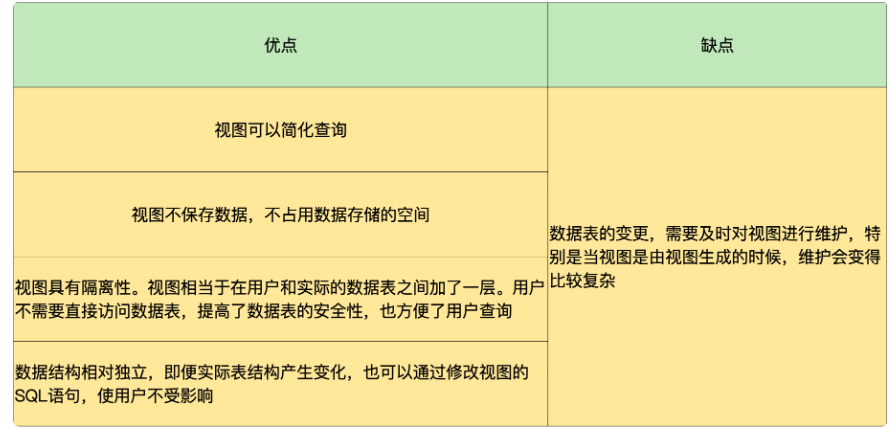 优点
缺点
视图可以简化查询
视图不保存数据，不占用数据存储的空间
视图具有隔离性。视图相当于在用户和实际的数据表之间加了一层。用户
不需要直接访问数据表，提高了数据表的安全性，也方便了用户查询
数据结构相对独立，即便实际表结构产生变化，也可以通过修改视图的
SQL语句，使用户不受影响
数据表的变更，需要及时对视图进行维护，特
别是当视图是由视图生成的时候，维护会变得
比较复杂